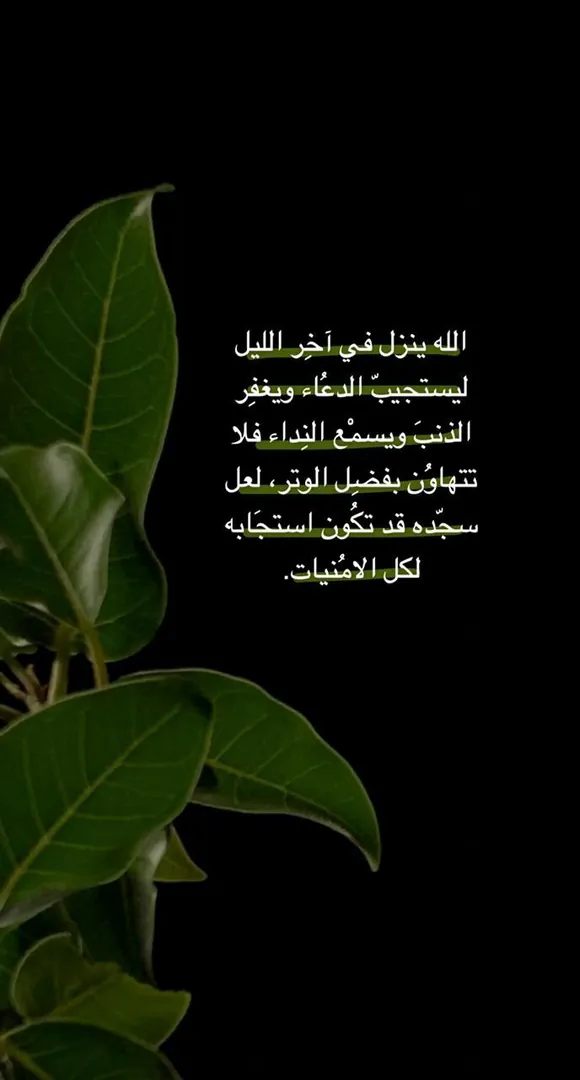 الله ينزل في آخِر الليل
ليستجيبّ الدعُاء ويغفِر
الذنبَ ويسمْع النِداء فلا
تتهاوُن بفضلِ الوتر، لعل
سجّده قد تكُون استجَابه
لكل الامُنيات.